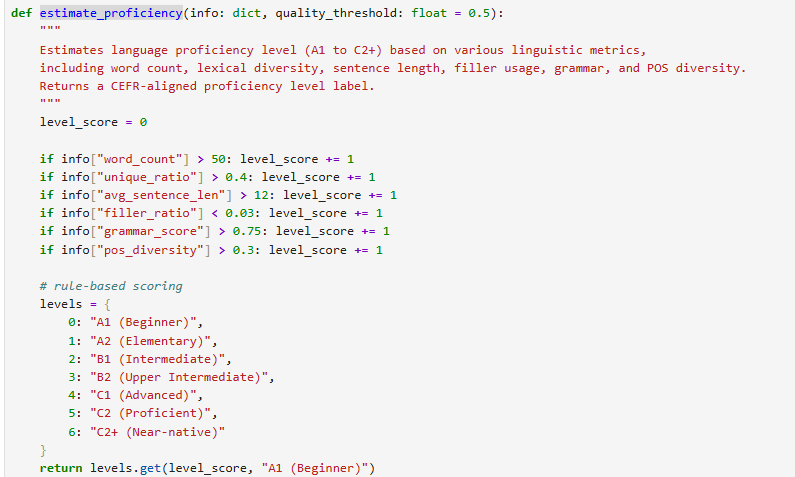 def estimate_proficiency(info: dict, quality_threshold: float = 0.5):
    """
    Estimates language proficiency level (A1 to C2+) based on various linguistic metrics,
    including word count, lexical diversity, sentence length, filler usage, grammar, and POS diversity.
    Returns a CEFR-aligned proficiency level label.
    """
    level_score = 0

    if info["word_count"] > 50: level_score += 1
    if info["unique_ratio"] > 0.4: level_score += 1
    if info["avg_sentence_len"] > 12: level_score += 1
    if info["filler_ratio"] < 0.03: level_score += 1
    if info["grammar_score"] > 0.75: level_score += 1
    if info["pos_diversity"] > 0.3: level_score += 1

    # rule-based scoring
    levels = {
        0: "A1 (Beginner)",
        1: "A2 (Elementary)",
        2: "B1 (Intermediate)",
        3: "B2 (Upper Intermediate)",
        4: "C1 (Advanced)",
        5: "C2 (Proficient)",
        6: "C2+ (Near-native)"
    }
    return levels.get(level_score, "A1 (Beginner)")